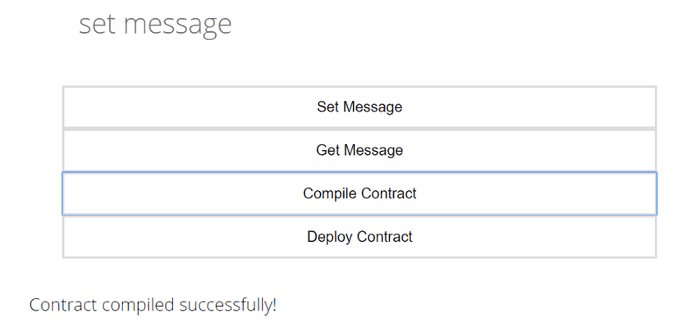 set message
Set Message
Get Message
Compile Contract
Deploy Contract
Contract compiled successfully!